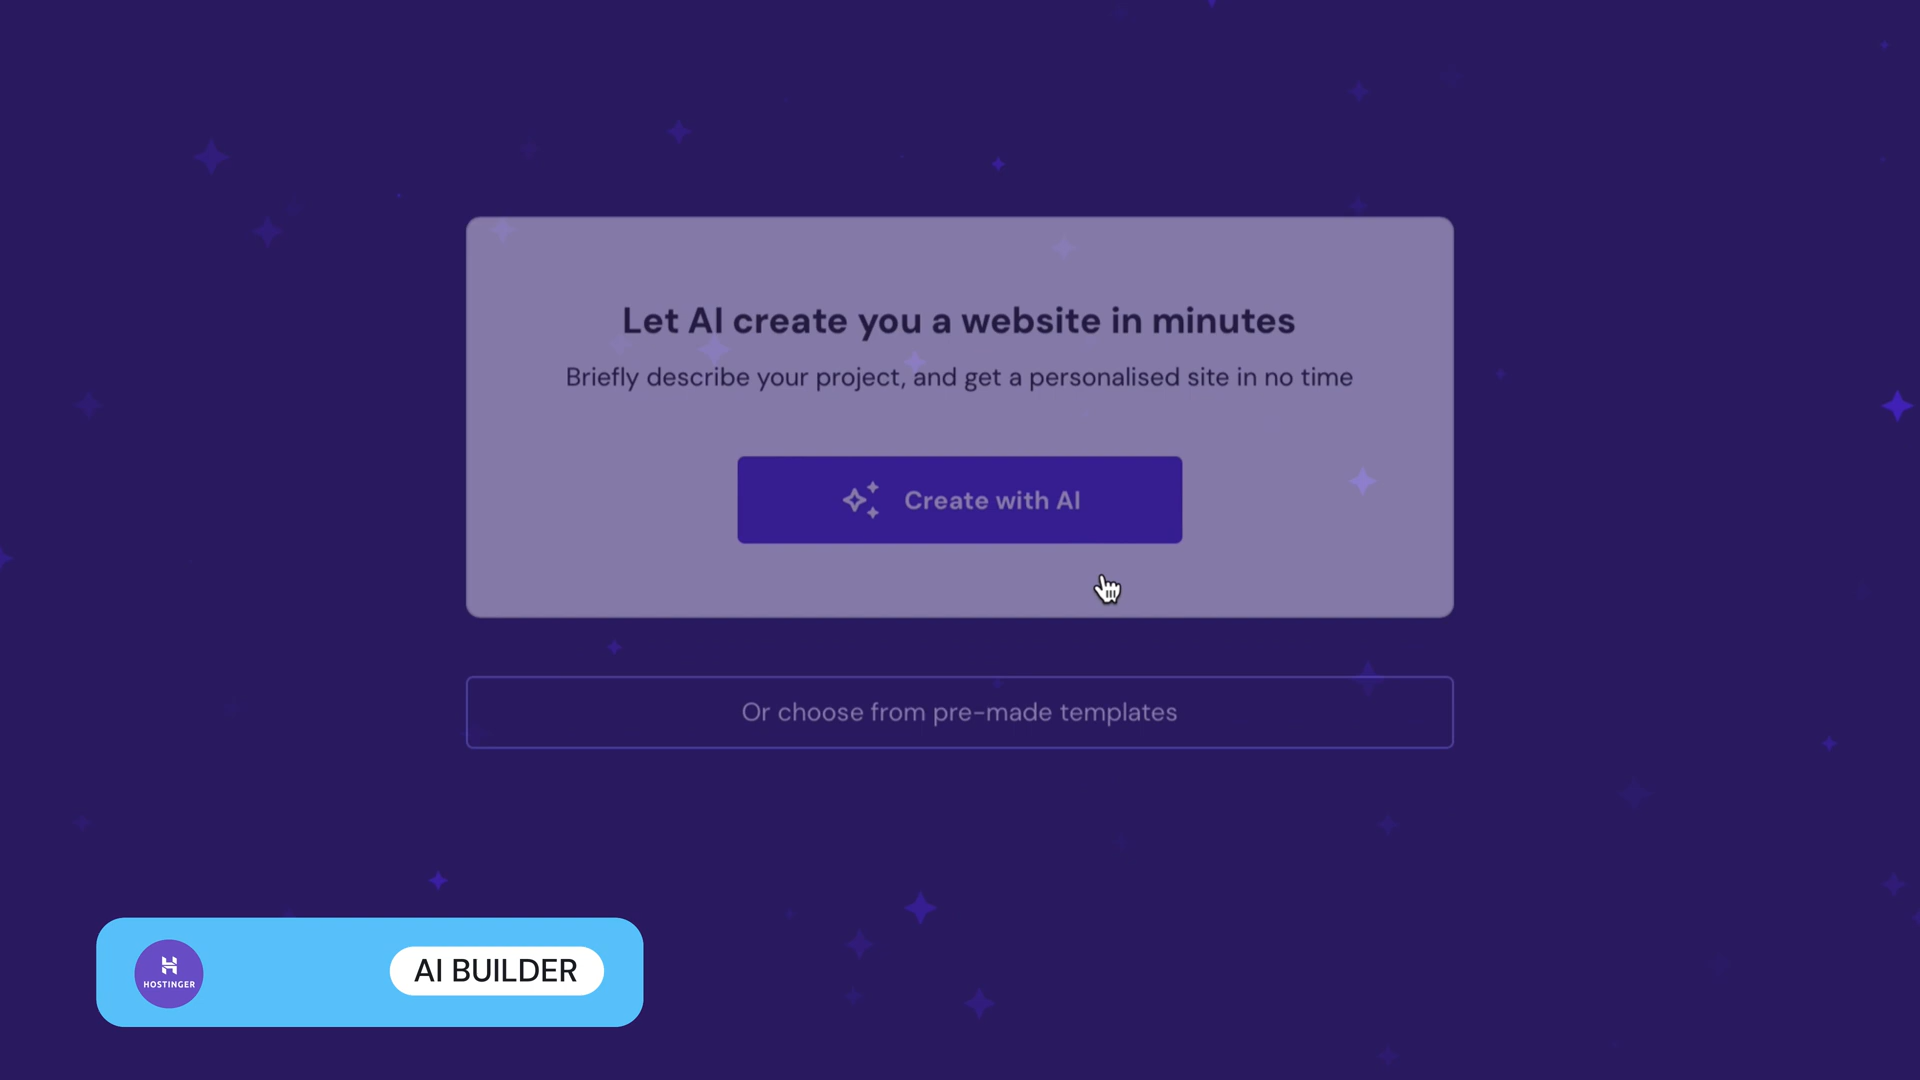 Let AI create you a website in minutes
Briefly describe your project, and get a personalised site in no time
Create with AI
Or choose from pre-made templates
HOSTINGER
AI BUILDER